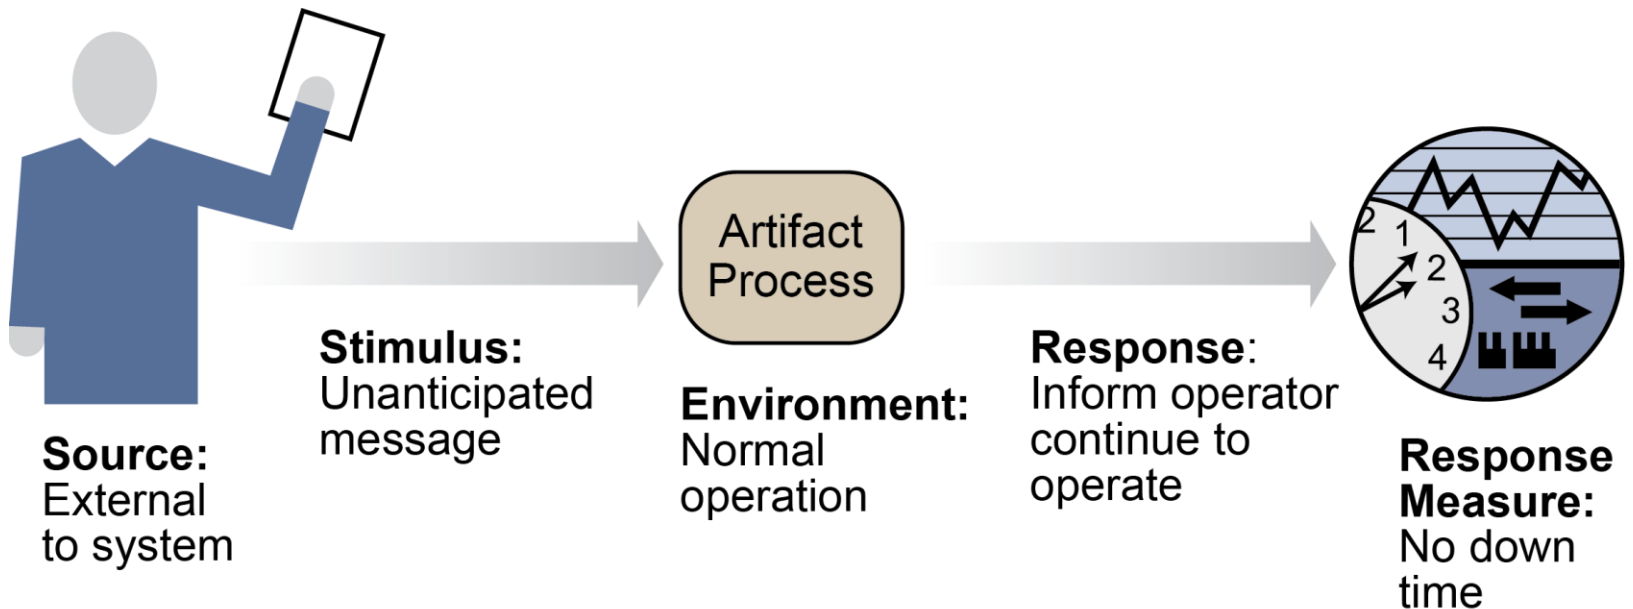 Source:
External
to system
Stimulus:
Unanticipated
message
Artifact
Process
Environment:
Normal
operation
Response:
Inform operator
continue to
operate
2
1
2
3
4
Response
Measure:
No down
time